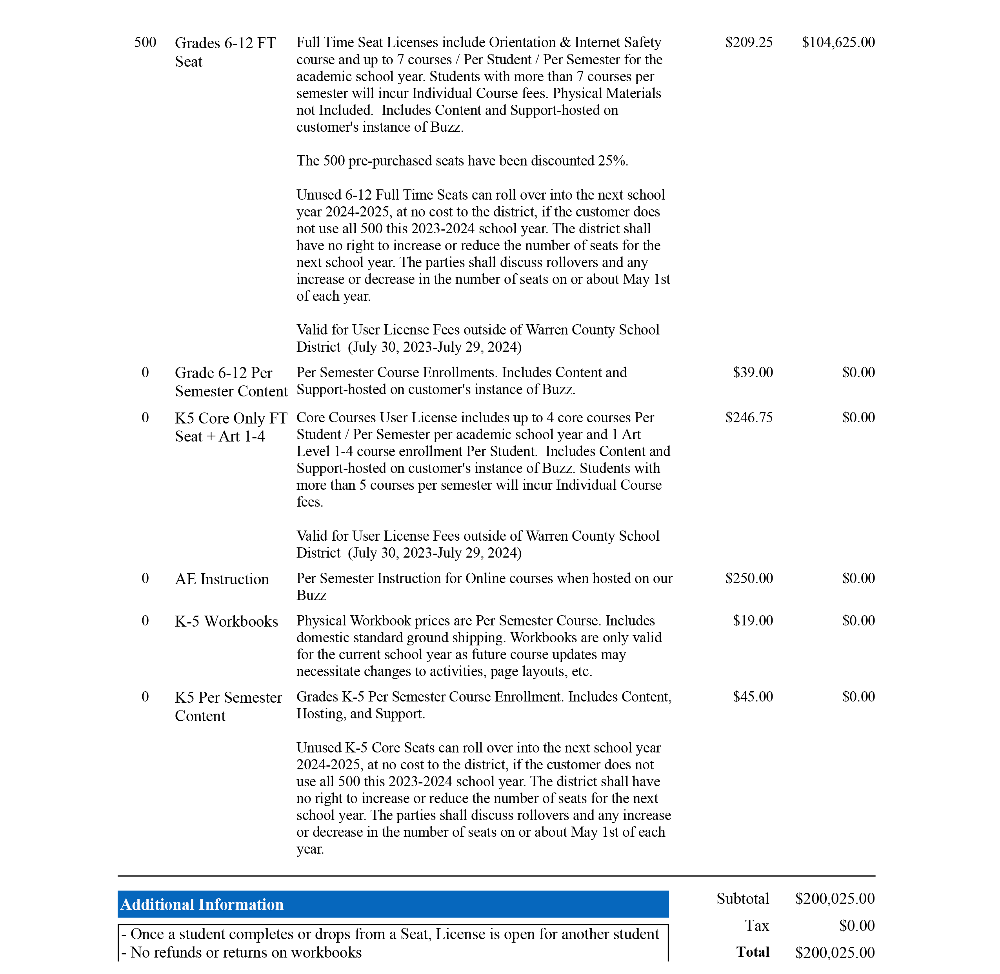 500 Grades 6-12 FT Seat Full Time Seat Licenses include Orientation & Internet Safety $209.25 $104,625.00
course and up to 7 courses / Per Student / Per Semester for the
academic school year. Students with more than 7 courses per
semester will incur Individual Course fees. Physical Materials
not Included.  Includes Content and Support-hosted on
customer's instance of Buzz.
The 500 pre-purchased seats have been discounted 25%.
Unused 6-12 Full Time Seats can roll over into the next school
year 2024-2025, at no cost to the district, if the customer does
not use all 500 this 2023-2024 school year. The district shall
have no right to increase or reduce the number of seats for the
next school year. The parties shall discuss rollovers and any
increase or decrease in the number of seats on or about May 1st
of each year.
Valid for User License Fees outside of Warren County School
District  (July 30, 2023-July 29, 2024)
0 Grade 6-12 Per Per Semester Course Enrollments. Includes Content and $39.00 $0.00
Semester Content Support-hosted on customer's instance of Buzz.
0 K5 Core Only FT Core Courses User License includes up to 4 core courses Per $246.75 $0.00
Seat + Art 1-4 Student / Per Semester per academic school year and 1 Art
Level 1-4 course enrollment Per Student.  Includes Content and
Support-hosted on customer's instance of Buzz. Students with
more than 5 courses per semester will incur Individual Course
fees.
Valid for User License Fees outside of Warren County School
District  (July 30, 2023-July 29, 2024)
0 AE Instruction Per Semester Instruction for Online courses when hosted on our $250.00 $0.00
Buzz
0 K-5 Workbooks Physical Workbook prices are Per Semester Course. Includes $19.00 $0.00
domestic standard ground shipping. Workbooks are only valid
for the current school year as future course updates may
necessitate changes to activities, page layouts, etc.
0 K5 Per Semester Grades K-5 Per Semester Course Enrollment. Includes Content, $45.00 $0.00
Content Hosting, and Support.
Unused K-5 Core Seats can roll over into the next school year
2024-2025, at no cost to the district, if the customer does not
use all 500 this 2023-2024 school year. The district shall have
no right to increase or reduce the number of seats for the next
school year. The parties shall discuss rollovers and any increase
or decrease in the number of seats on or about May 1st of each
year.
Additional Information
- Once a student completes or drops from a Seat, License is open for another student
- No refunds or returns on workbooks
Subtotal $200,025.00
Tax $0.00
Total $200,025.00